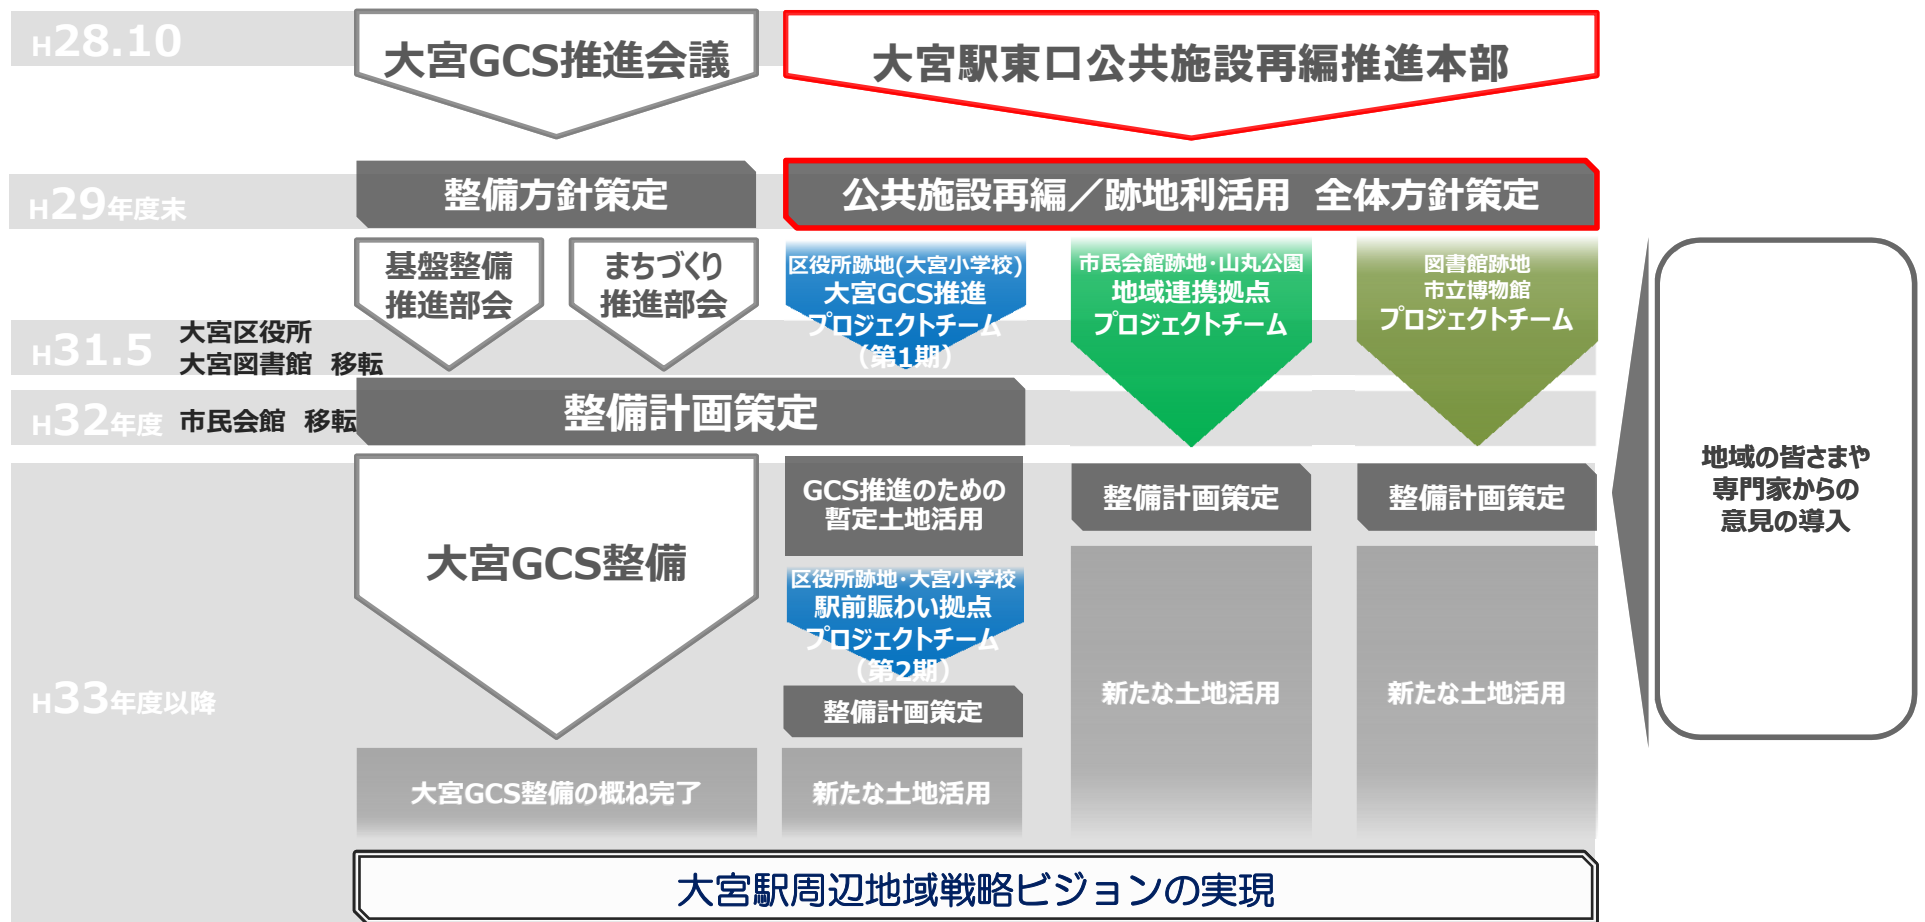 H28.10
大宮GCS推進会議
大宮駅東口公共施設再編推進本部
H29年度末
整備方針策定
公共施設再編／跡地利活用 全体方針策定
基盤整備
推進部会
まちづくり
推進部会
区役所跡地(大宮小学校)
大宮GCS推進
プロジェクトチーム
（第1期）
市民会館跡地・山丸公園
地域連携拠点
プロジェクトチーム
図書館跡地
市立博物館
プロジェクトチーム
H31.5
大宮区役所
大宮図書館 移転
H32年度
市民会館 移転
整備計画策定
H33年度以降
大宮GCS整備
GCS推進のための
暫定土地活用
区役所跡地・大宮小学校
駅前賑わい拠点
プロジェクトチーム
（第2期）
整備計画策定
整備計画策定
整備計画策定
新たな土地活用
新たな土地活用
大宮GCS整備の概ね完了
新たな土地活用
地域の皆さまや
専門家からの
意見の導入
大宮駅周辺地域戦略ビジョンの実現